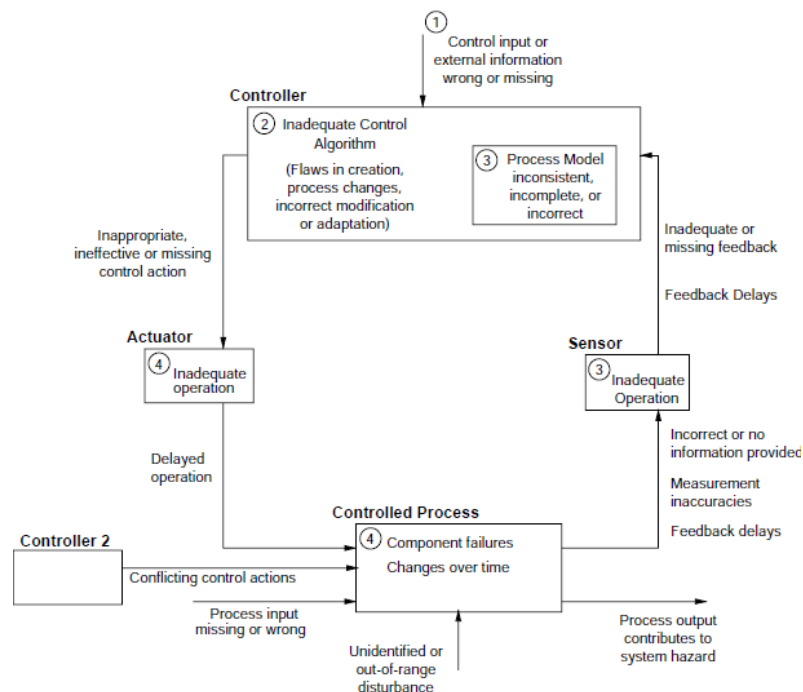 1
Control input or
external information
wrong or missing
Controller
2 Inadequate Control
Algorithm
(Flaws in creation,
process changes,
incorrect modification
or adaptation)
3 Process Model
inconsistent,
incomplete, or
incorrect
Inappropriate,
ineffective or missing
control action
Inadequate or
missing feedback
Feedback Delays
Actuator
4 Inadequate
operation
Sensor
3 Inadequate
Operation
Delayed
operation
Incorrect or no
information provided
Measurement
inaccuracies
Feedback delays
Controlled Process
4 Component failures
Changes over time
Controller 2
Conflicting control actions
Process input
missing or wrong
Unidentified or
out-of-range
disturbance
Process output
contributes to
system hazard